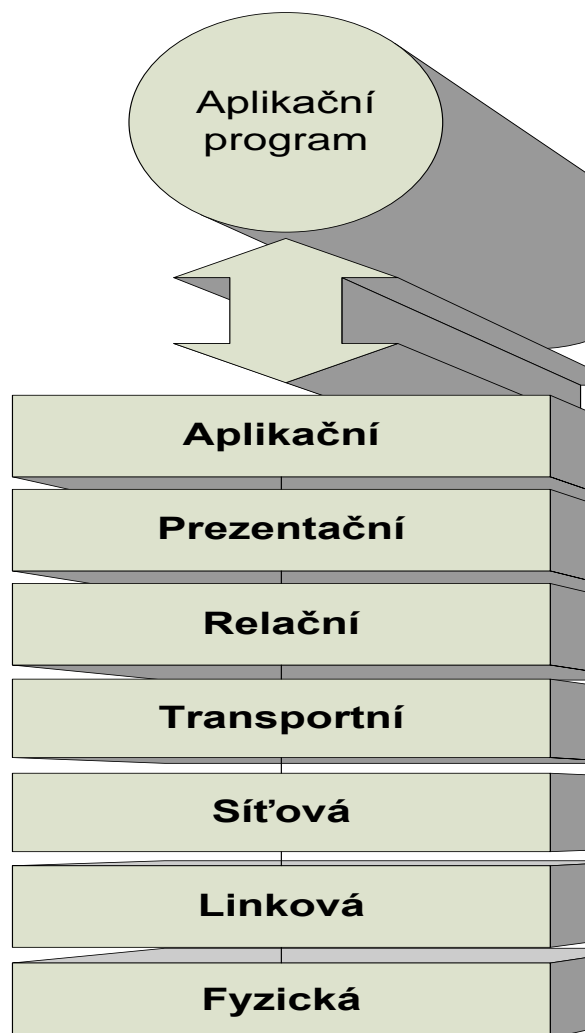 Aplikační
program
Aplikační
Prezentační
Relační
Transportní
Síťová
Linková
Fyzická